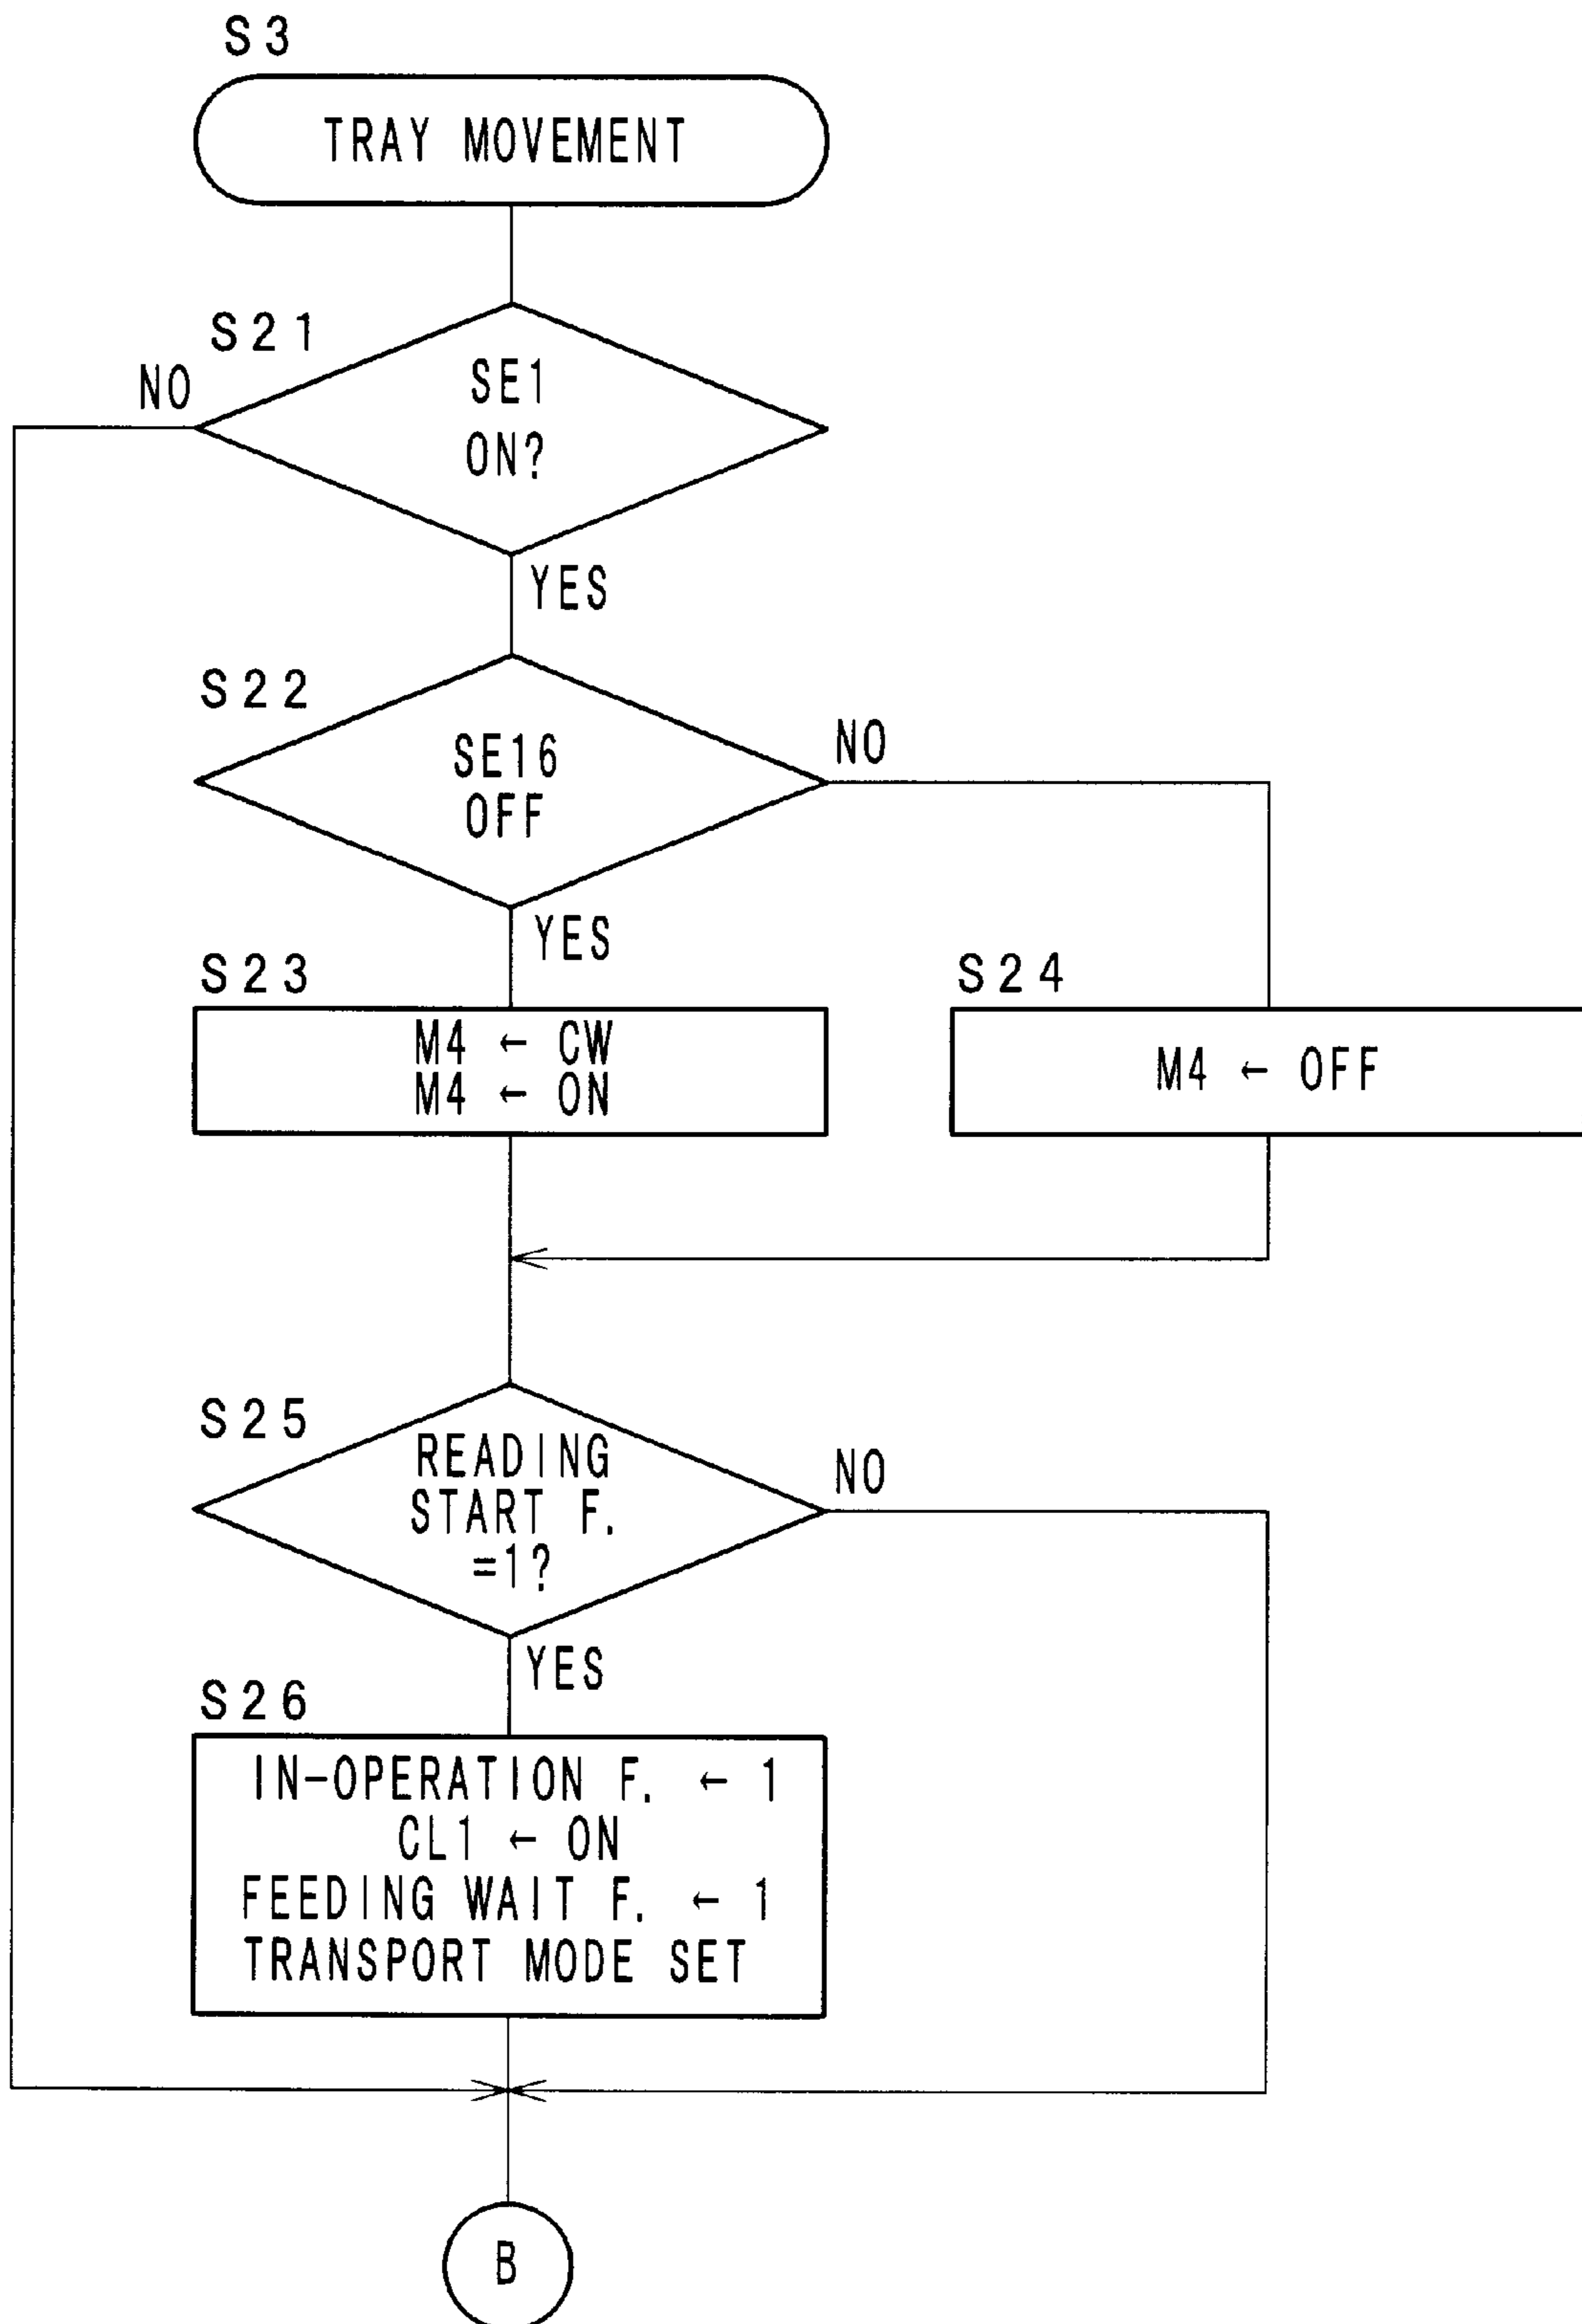 S3
TRAY MOVEMENT
S21
NO
SE1
ON?
YES
S22
NO
SE16
OFF
YES
S23
S24
M4 ← CW
M4 ← ON
M4 ← OFF
S25
READING
START F.
=1?
NO
YES
S26
IN-OPERATION F. ← 1
CL1 ← ON
FEEDING WAIT F. ← 1
TRANSPORT MODE SET
B